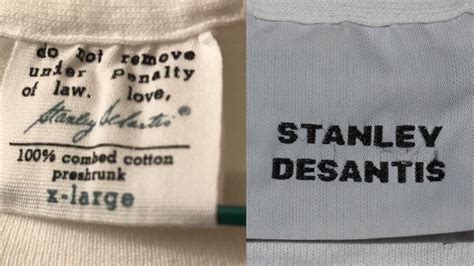 do not remove
under penalty
of law. love,
Stanley DeSantis®
100% combed cotton
preshrunk
x-large
STANLEY
DESANTIS